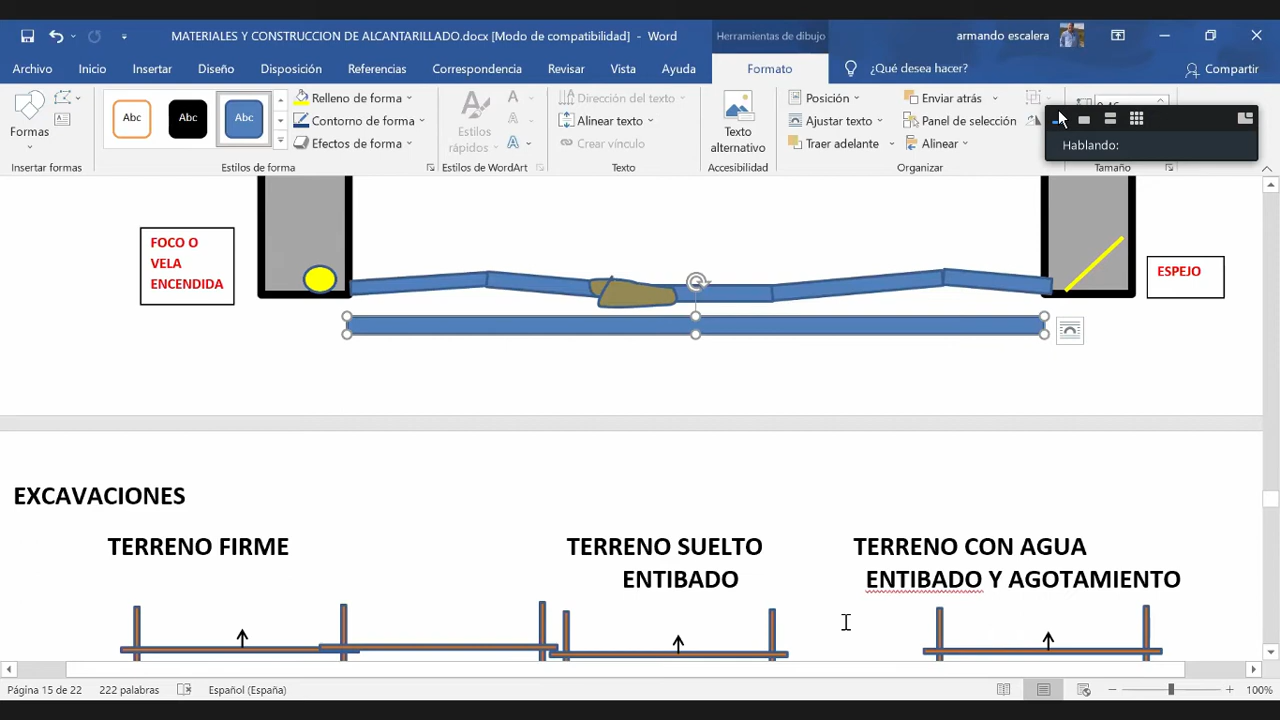 MATERIALES Y CONSTRUCCION DE ALCANTARILLADO.docx [Modo de compatibilidad] - Word
Herramientas de dibujo
armando escalera
Archivo
Inicio
Insertar
Diseño
Disposición
Referencias
Correspondencia
Revisar
Vista
Ayuda
Formato
¿Qué desea hacer?
Compartir
Formas
Insertar formas
Abc
Abc
Abc
Relleno de forma
Contorno de forma
Efectos de forma
Estilos de forma
Estilos rápidos
Estilos de WordArt
Dirección del texto
Alinear texto
Crear vínculo
Texto
Texto alternativo
Accesibilidad
Posición
Ajustar texto
Traer adelante
Enviar atrás
Panel de selección
Alinear
Organizar
Tamaño
Hablando:
FOCO O
VELA
ENCENDIDA
ESPEJO
EXCAVACIONES
TERRENO FIRME
TERRENO SUELTO
ENTIBADO
TERRENO CON AGUA
ENTIBADO Y AGOTAMIENTO
Página 15 de 22
222 palabras
Español (España)
100%